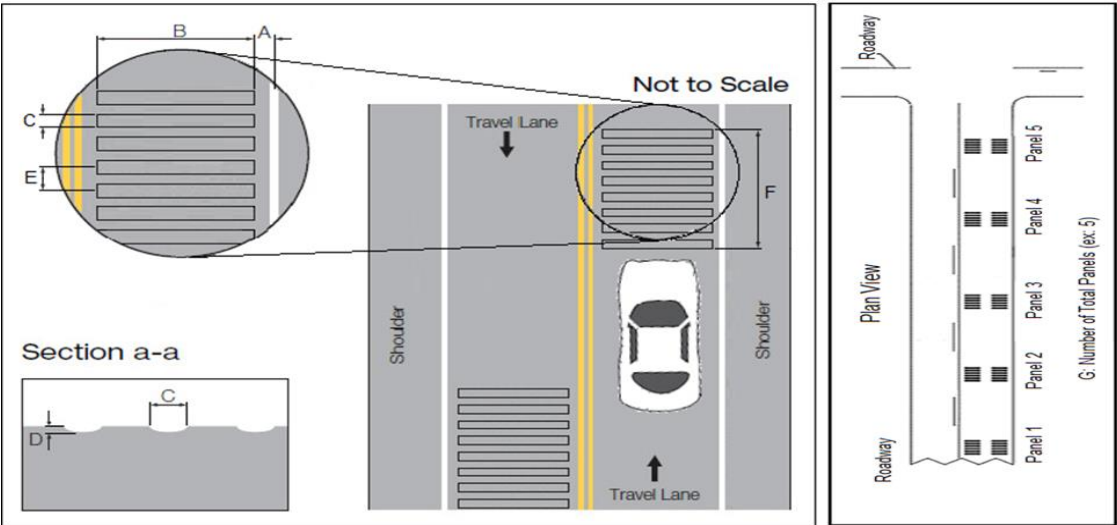 B
A
C
E
Not to Scale
Travel Lane
F
Shoulder
Shoulder
Section a-a
C
D
Travel Lane
Roadway
Plan View
Roadway
Panel 1
Panel 2
Panel 3
Panel 4
Panel 5
G: Number of Total Panels (ex: 5)